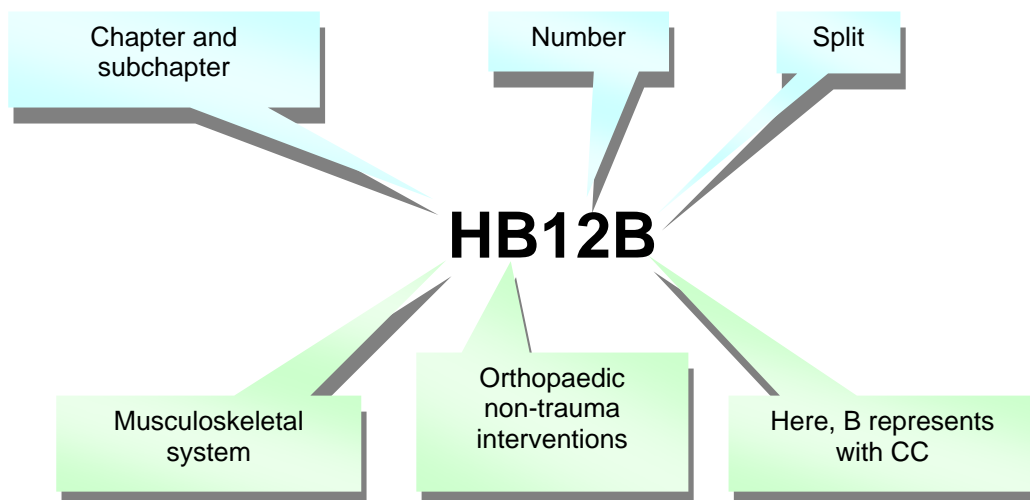 Chapter and
subchapter
Number
Split
HB12B
Musculoskeletal
system
Orthopaedic
non-trauma
interventions
Here, B represents
with CC